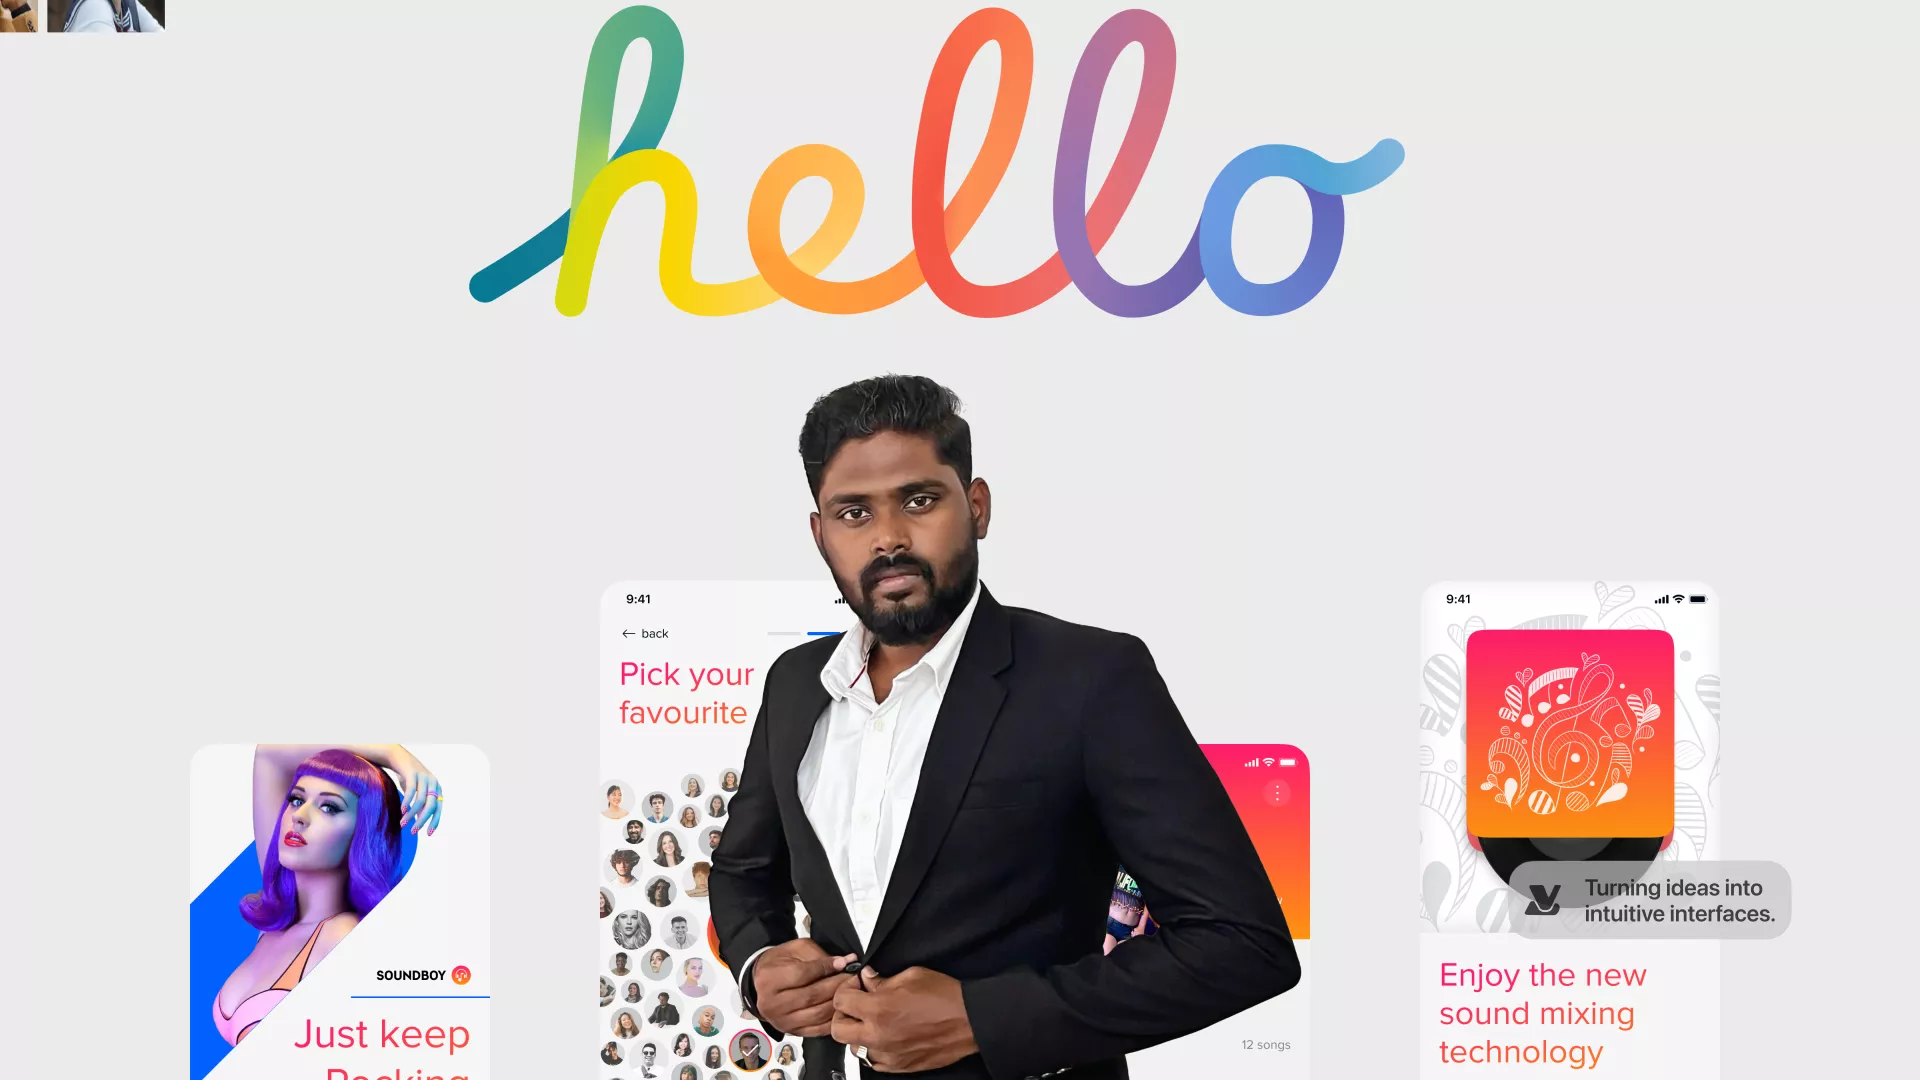 hello
9:41
back
Pick your
favourite
SOUNDBOY
Just keep
Rocking
12 songs
9:41
Turning ideas into
intuitive interfaces.
Enjoy the new
sound mixing
technology